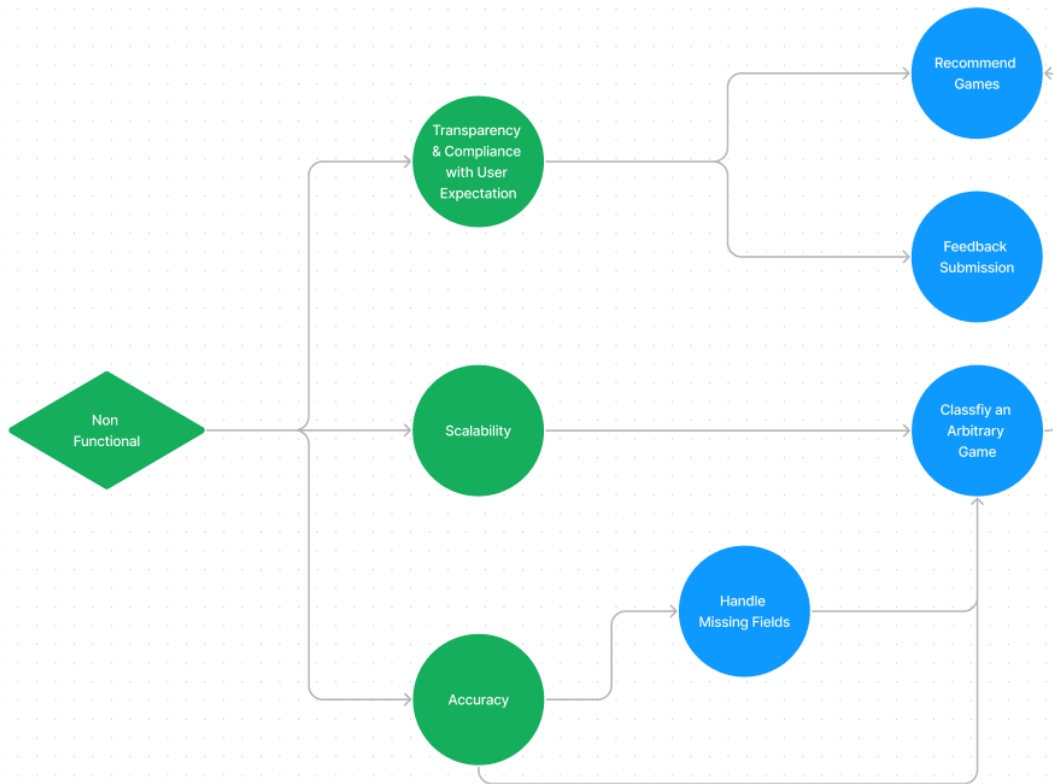 Recommend
Games
Transparency
& Compliance
with User
Expectation
Feedback
Submission
Non
Functional
Scalability
Classfiy an
Arbitrary
Game
Handle
Missing Fields
Accuracy